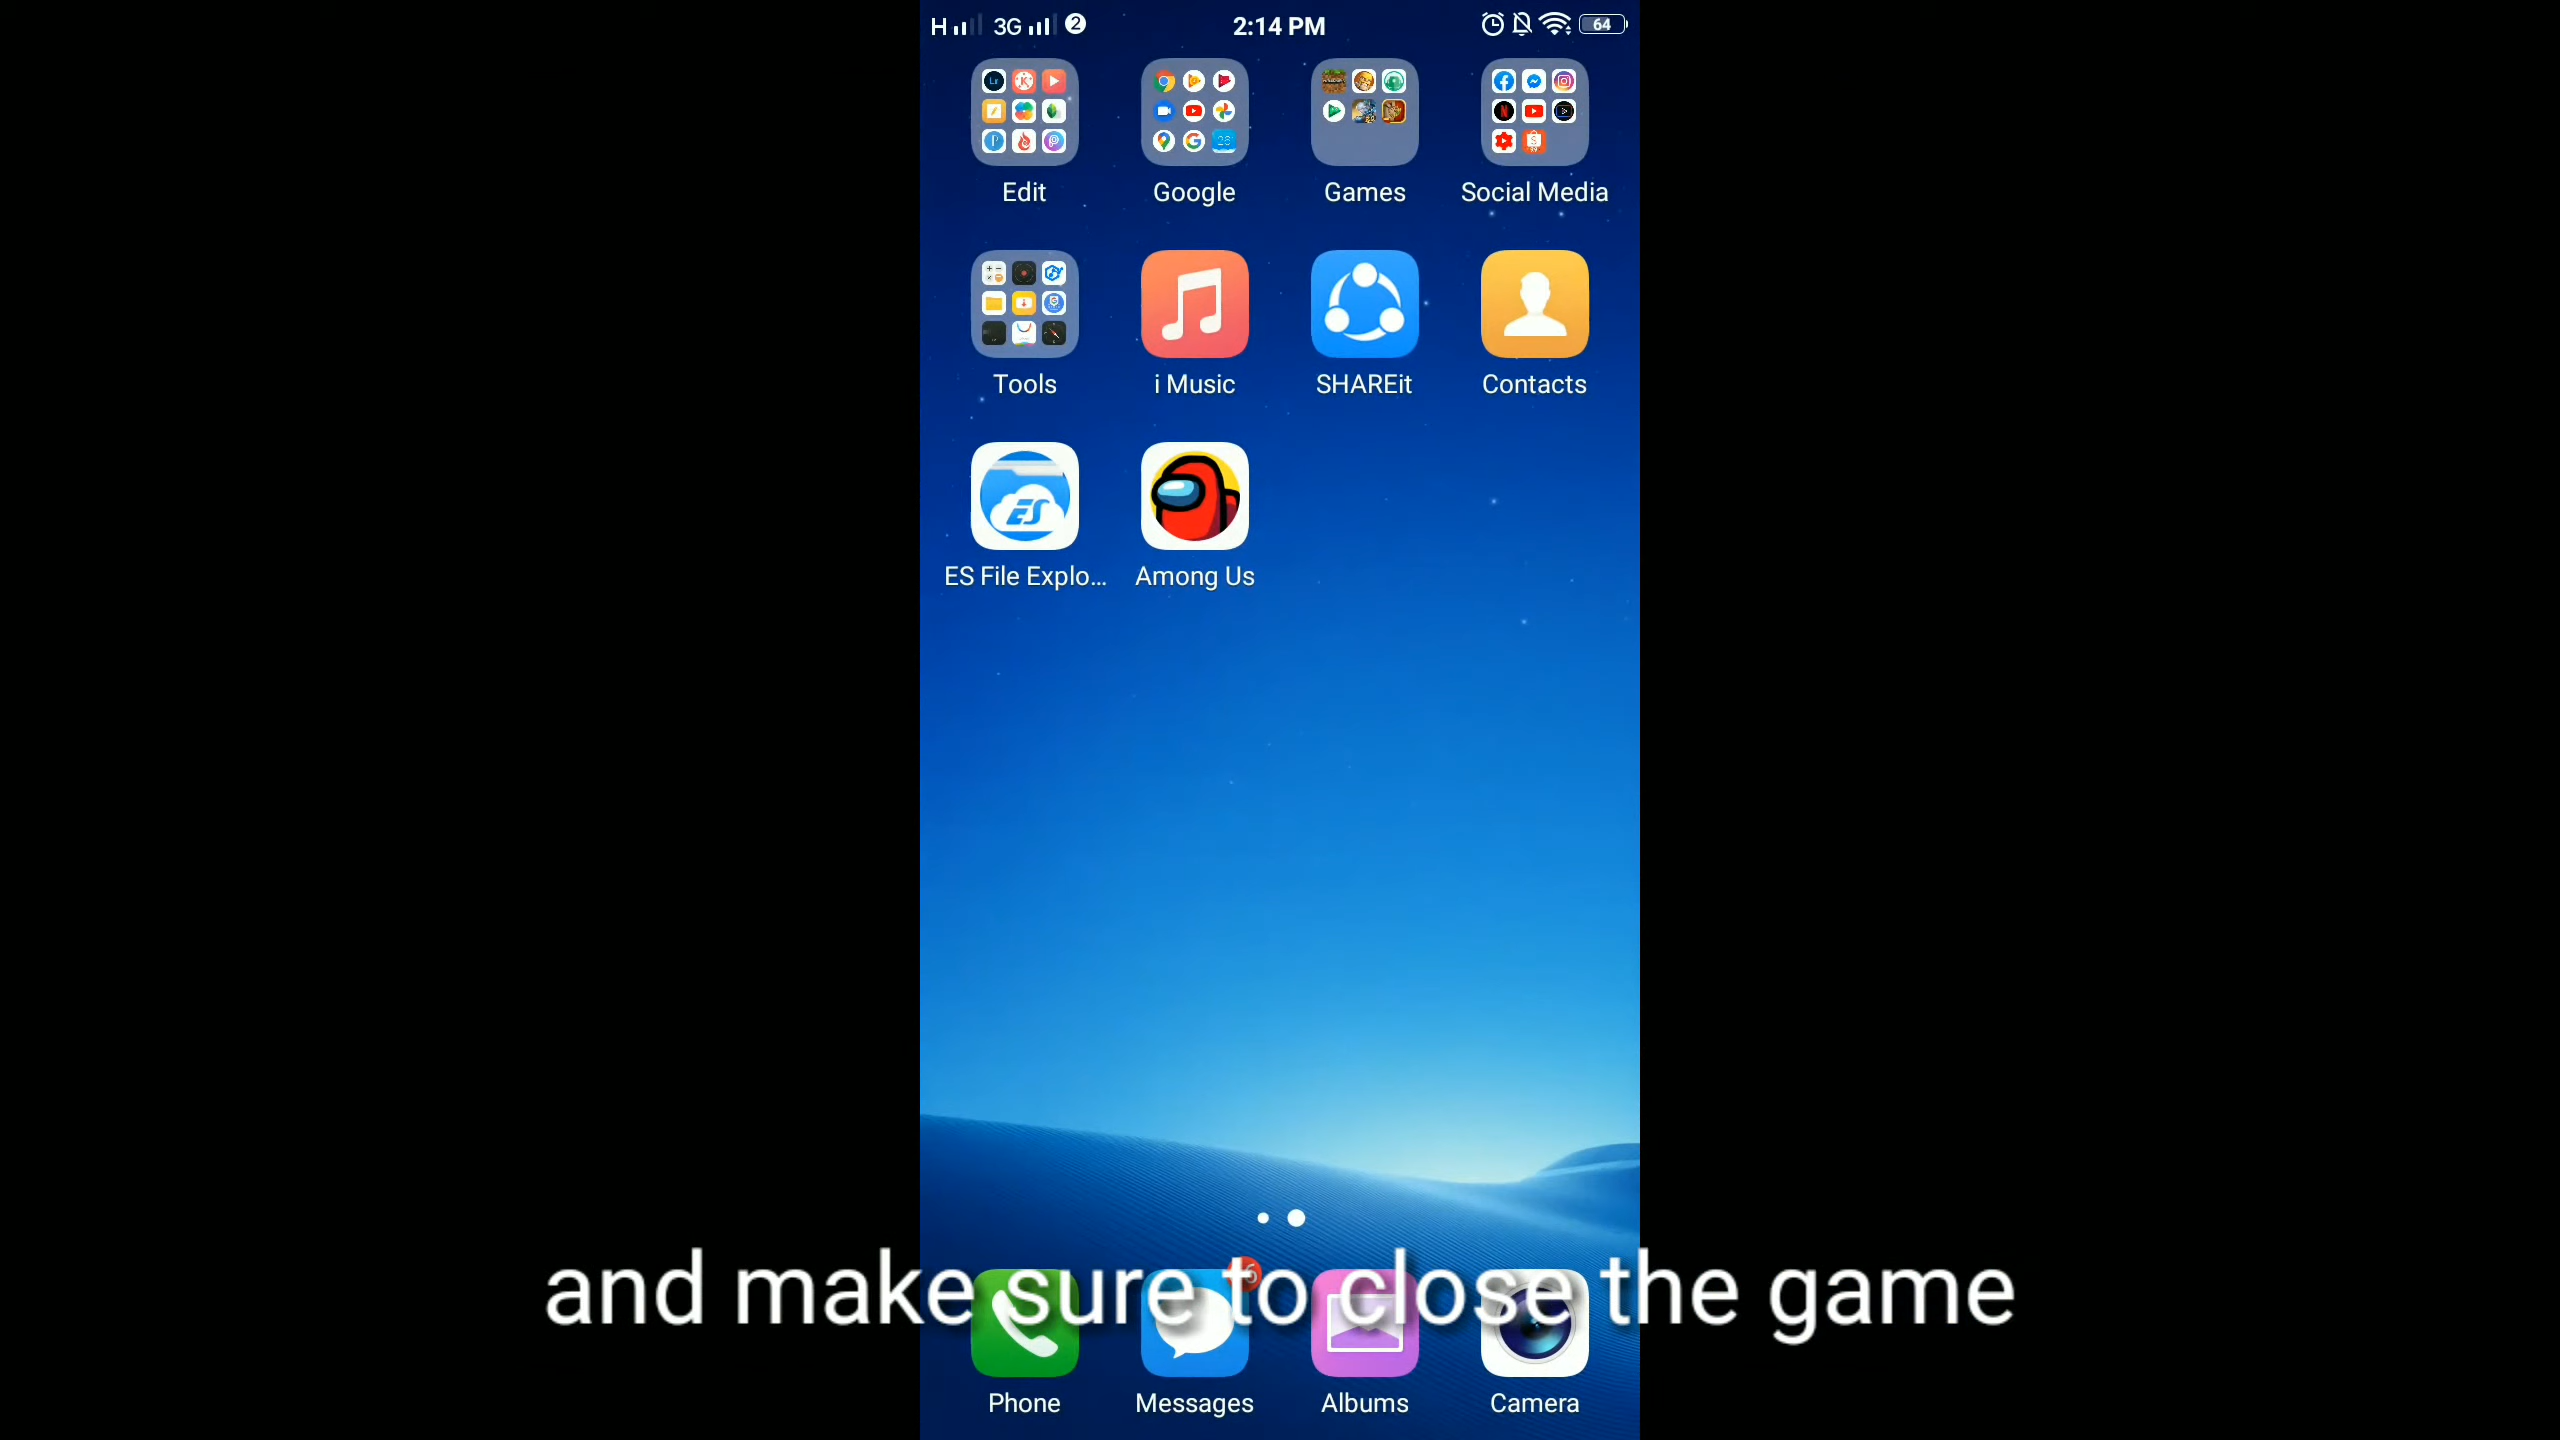 H 3G 2 2:14 PM 64
Edit Google Games Social Media
Tools i Music SHAREit Contacts
ES File Explo... Among Us
and make sure to close the game
Phone Messages Albums Camera